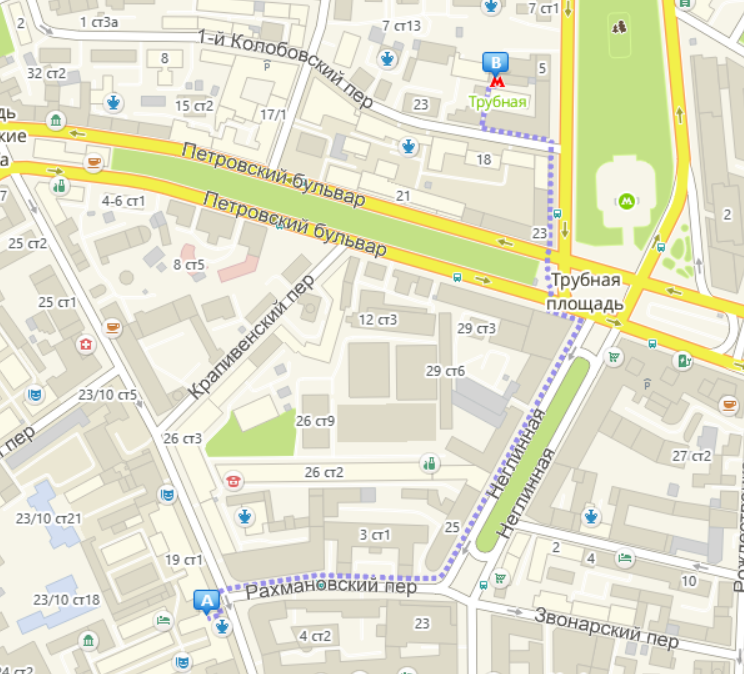 2
1 ст3а
7 ст13
7 ст1
1-й Колобовский пер
8
P
32 ст2
15 ст2
17/1
B
5
М
Трубная
23
18
Петровский бульвар
Петровский бульвар
21
23
м
2
4-6 ст1
25 ст2
8 ст5
25 ст1
Крапивенский пер
12 ст3
29 ст3
29 ст6
Трубная
площадь
P
23/10 ст5
26 ст3
26 ст9
26 ст2
Неглинная
Неглинная
27 ст2
пер
23/10 ст21
19 ст1
3 ст1
25
2
4
10
A
Рахмановский пер
23/10 ст18
4 ст2
23
Звонарский пер
24 ст2